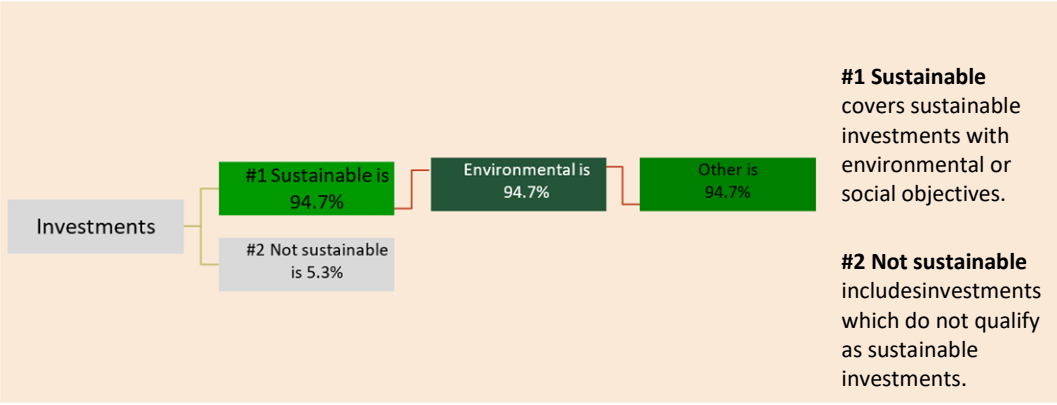 Investments
#1 Sustainable is
94.7%
#2 Not sustainable
is 5.3%
Environmental is
94.7%
Other is
94.7%
#1 Sustainable
covers sustainable
investments with
environmental or
social objectives.
#2 Not sustainable
includesinvestments
which do not qualify
as sustainable
investments.